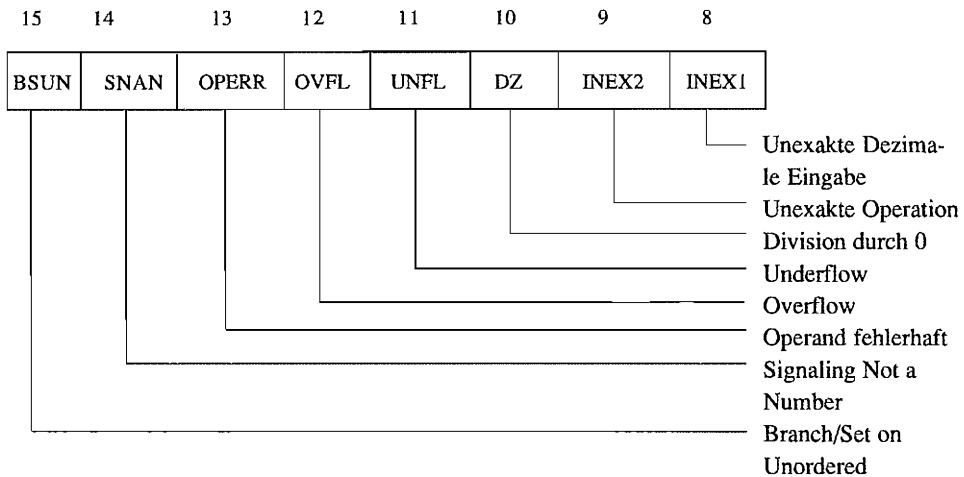 15 14 13 12 11 10 9 8
BSUN SNAN OPERR OVFL UNFL DZ INEX2 INEX1
Unexakte Dezima-
le Eingabe
Unexakte Operation
Division durch 0
Underflow
Overflow
Operand fehlerhaft
Signaling Not a
Number
Branch/Set on
Unordered